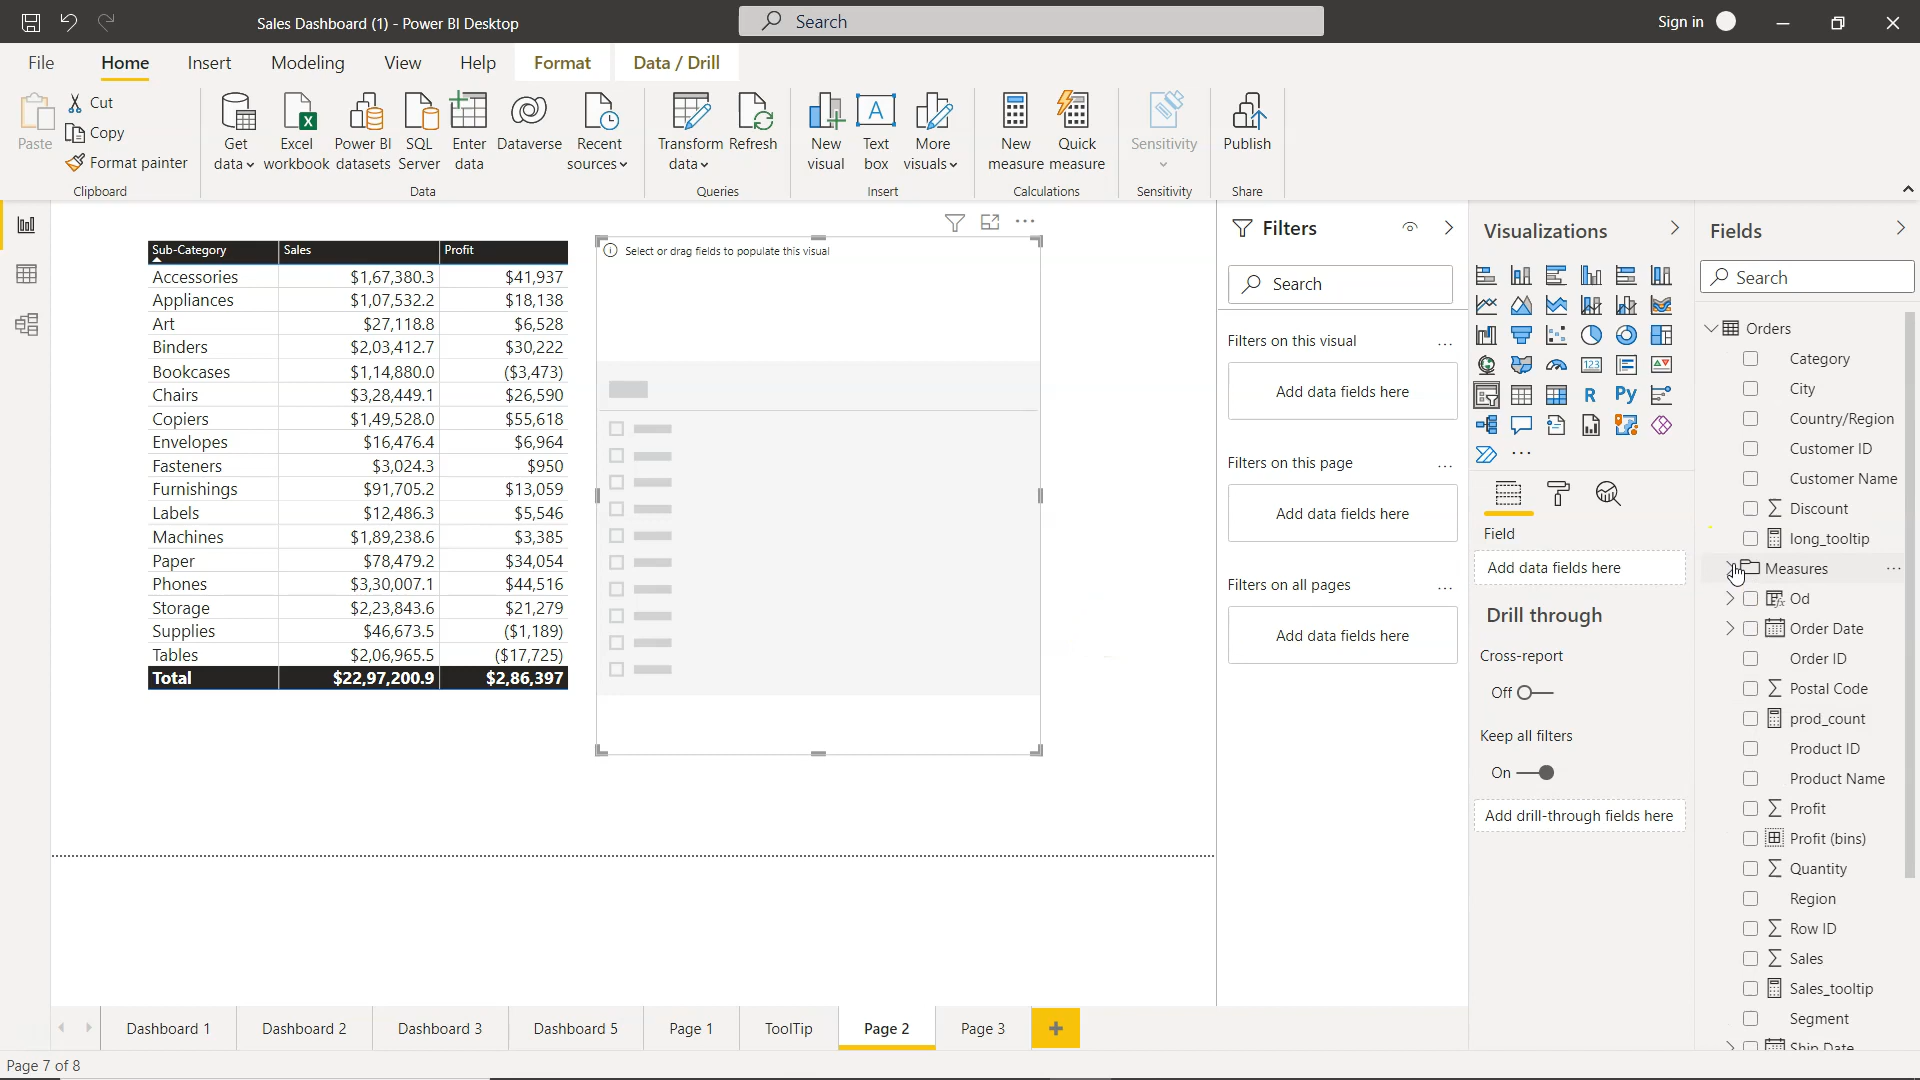 Sales Dashboard (1) - Power BI Desktop
Search
Sign in
File
Home
Insert
Modeling
View
Help
Format
Data / Drill
Paste
Cut
Copy
Format painter
Clipboard
Get data
Excel workbook
Power BI datasets
SQL Server
Enter data
Dataverse
Recent sources
Data
Transform data
Refresh
Queries
New visual
Text box
More visuals
Insert
New measure
Quick measure
Calculations
Sensitivity
Sensitivity
Publish
Share
Sub-Category Sales Profit
Accessories $1,67,380.3 $41,937
Appliances $1,07,532.2 $18,138
Art $27,118.8 $6,528
Binders $2,03,412.7 $30,222
Bookcases $1,14,880.0 ($3,473)
Chairs $3,28,449.1 $26,590
Copiers $1,49,528.0 $55,618
Envelopes $16,476.4 $6,964
Fasteners $3,024.3 $950
Furnishings $91,705.2 $13,059
Labels $12,486.3 $5,546
Machines $1,89,238.6 $3,385
Paper $78,479.2 $34,054
Phones $3,30,007.1 $44,516
Storage $2,23,843.6 $21,279
Supplies $46,673.5 ($1,189)
Tables $2,06,965.5 ($17,725)
Total $22,97,200.9 $2,86,397
Select or drag fields to populate this visual
Filters
Search
Filters on this visual
Add data fields here
Filters on this page
Add data fields here
Filters on all pages
Add data fields here
Visualizations
123
R
Py
Field
Add data fields here
Drill through
Cross-report
Off
Keep all filters
On
Add drill-through fields here
Fields
Search
Orders
Category
City
Country/Region
Customer ID
Customer Name
Discount
long_tooltip
Measures
Od
Order Date
Order ID
Postal Code
prod_count
Product ID
Product Name
Profit
Profit (bins)
Quantity
Region
Row ID
Sales
Sales_tooltip
Segment
Ship Date
Dashboard 1
Dashboard 2
Dashboard 3
Dashboard 5
Page 1
ToolTip
Page 2
Page 3
Page 7 of 8